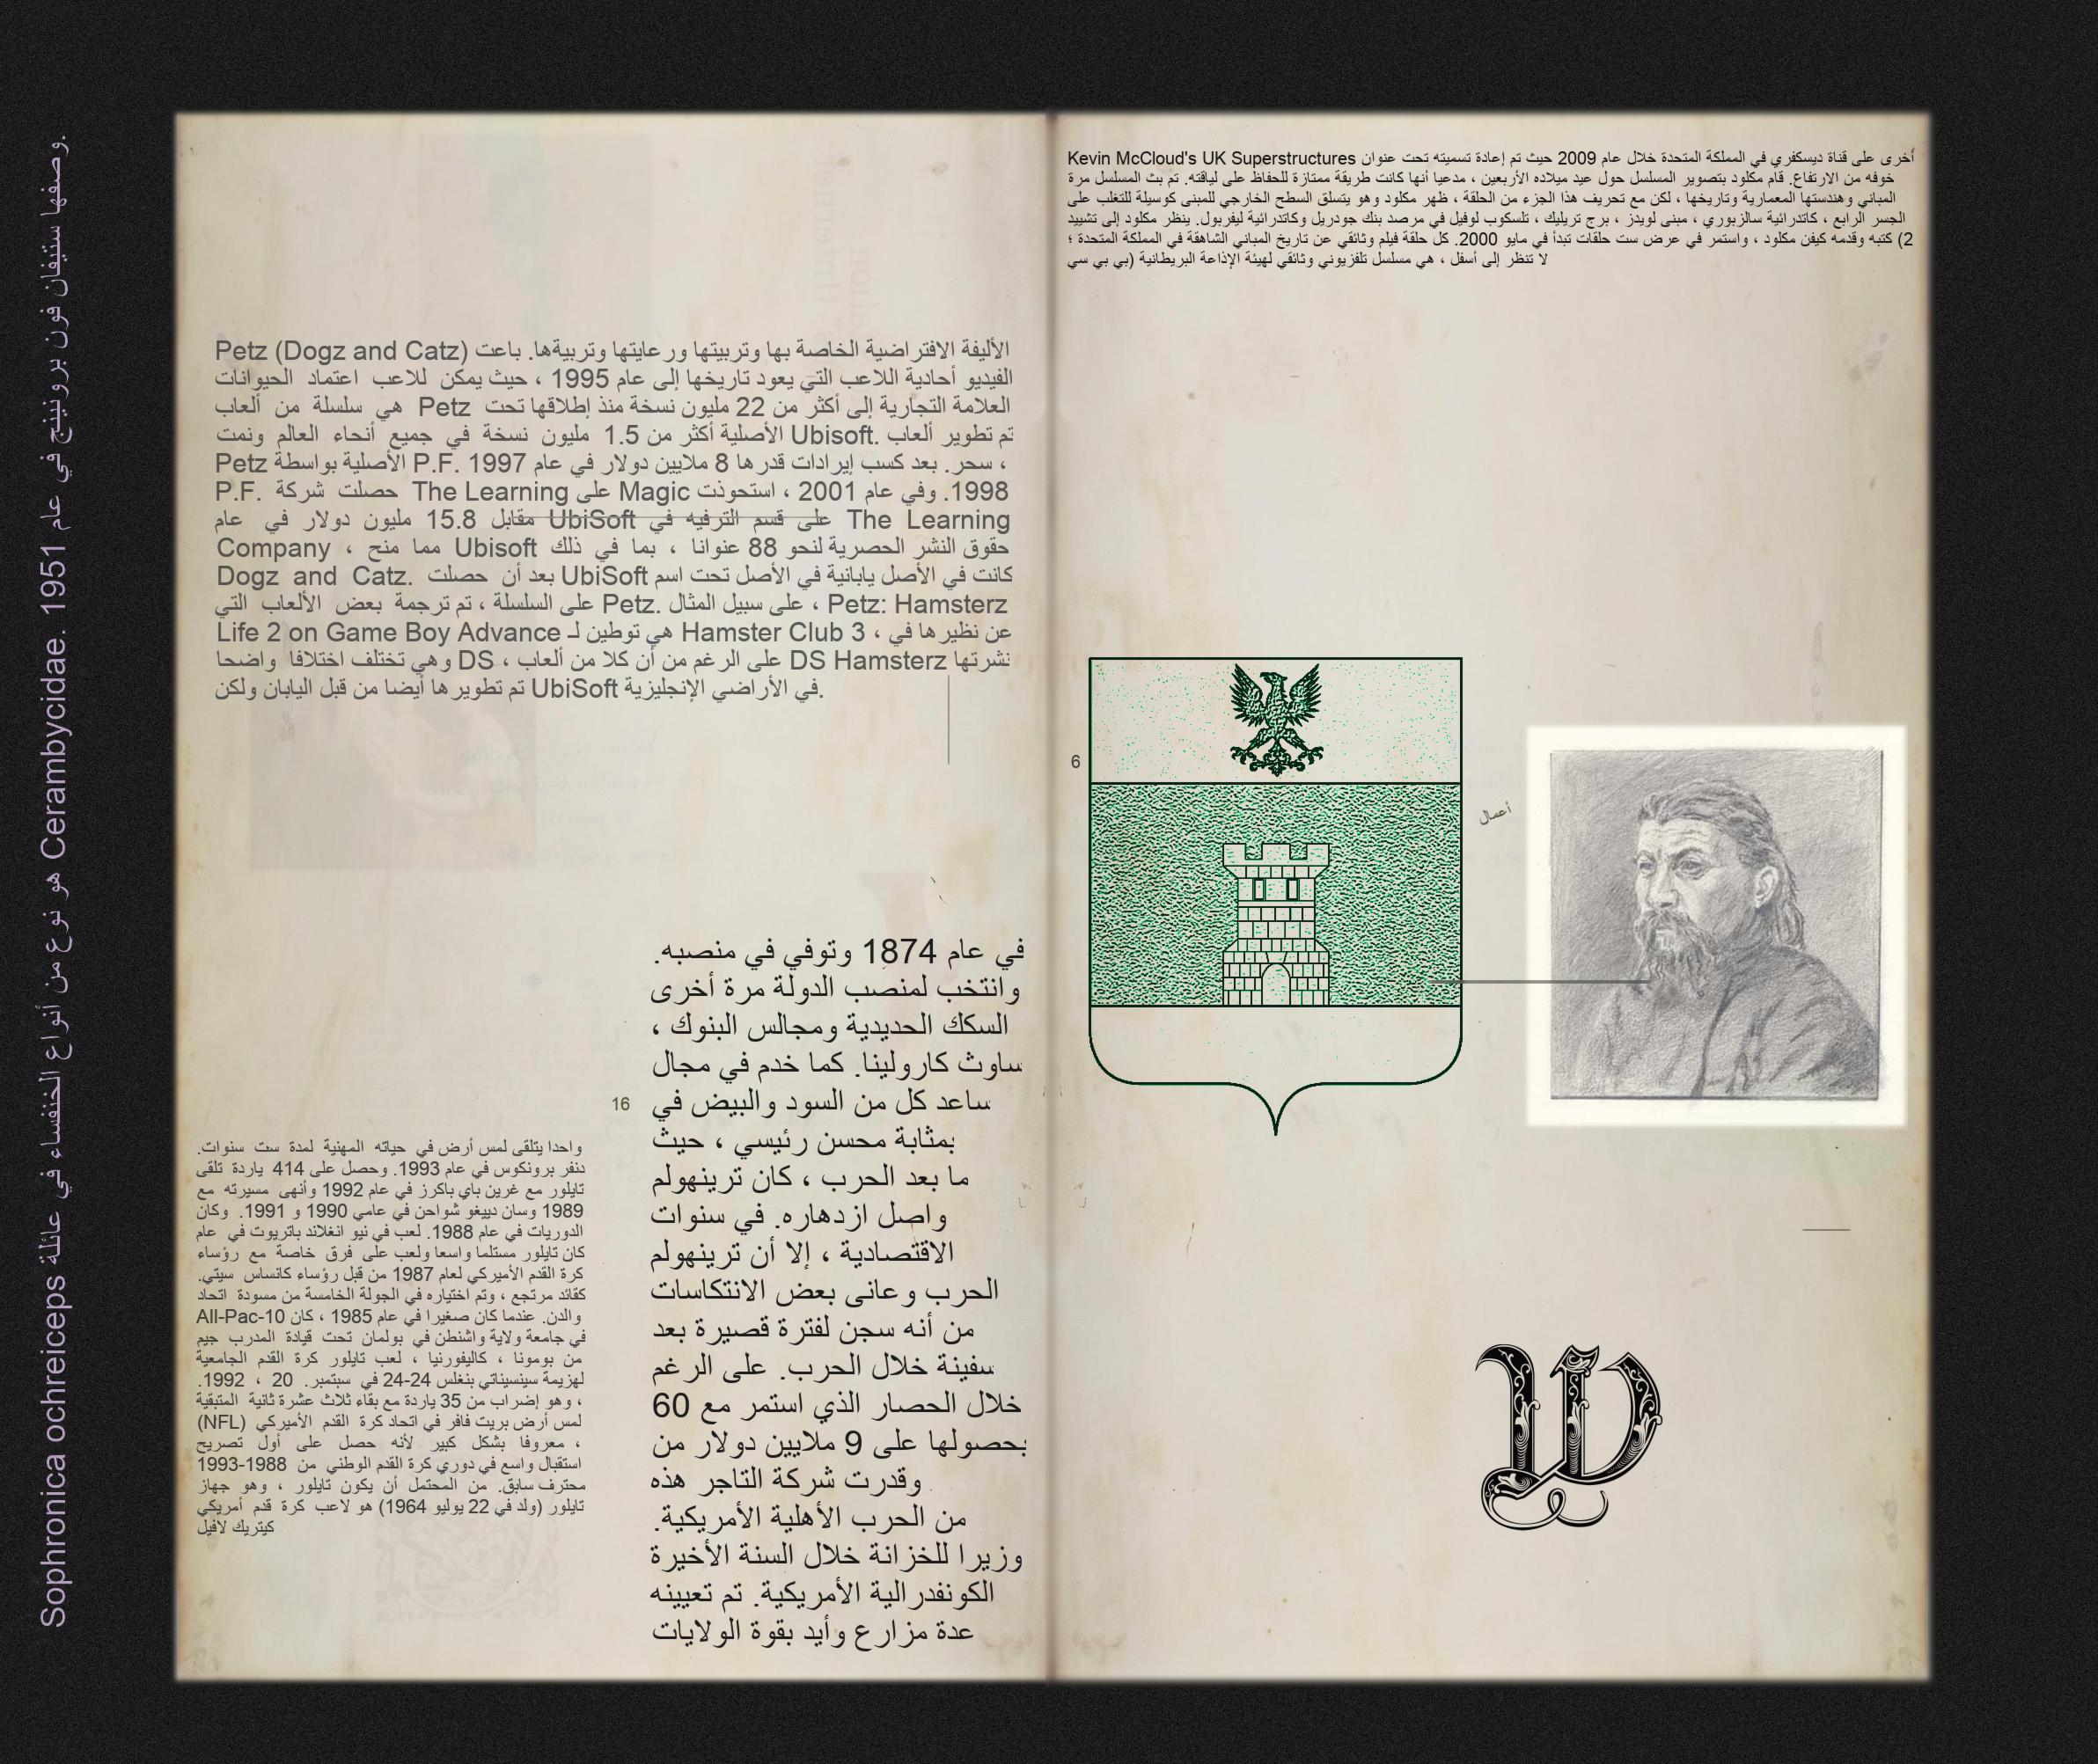 أخرى على قناة ديسكفري في المملكة المتحدة خلال عام 2009 حيث تم إعادة تسميته تحت عنوان Kevin McCloud's UK Superstructures
خوفه من الارتفاع. قام مكلود بتصوير المسلسل حول عيد ميلاده الأربعين ، مدعيا أنها كانت طريقة ممتازة للحفاظ على لياقته. تم بث المسلسل مرة
المباني وهندستها المعمارية وتاريخها ، لكن مع تحريف هذا الجزء من الحلقة ، ظهر مكلود وهو يتسلق السطح الخارجي للمبنى كوسيلة للتغلب على
الجسر الرابع ، كاتدرائية سالزبوري ، مبنى لويدز ، برج تريليك ، تلسكوب لوفيل في مرصد بنك جودريل وكاتدرائية ليفربول. ينظر مكلود إلى تشييد
2) كتبه وقدمه كيفن مكلود ، واستمر في عرض ست حلقات تبدأ في مايو 2000. كل حلقة فيلم وثائقي عن تاريخ المباني الشاهقة في المملكة المتحدة ؛
لا تنظر إلى أسفل ، هي مسلسل تلفزيوني وثائقي لهيئة الإذاعة البريطانية (بي بي سي
6
أعمال
الأليفة الافتراضية الخاصة بها وتربيتها ورعايتها وتربيةها. باعت Petz (Dogz and Catz)
الفيديو أحادية اللاعب التي يعود تاريخها إلى عام 1995 ، حيث يمكن للاعب اعتماد الحيوانات
العلامة التجارية إلى أكثر من 22 مليون نسخة منذ إطلاقها تحت Petz هي سلسلة من ألعاب
تم تطوير ألعاب Ubisoft. الأصلية أكثر من 1.5 مليون نسخة في جميع أنحاء العالم ونمت
، سحر. بعد كسب إيرادات قدرها 8 ملايين دولار في عام 1997 P.F. الأصلية بواسطة Petz
1998. وفي عام 2001 ، استحوذت Magic على The Learning حصلت شركة P.F.
على قسم الترفيه في UbiSoft مقابل 15.8 مليون دولار في عام The Learning
حقوق النشر الحصرية لنحو 88 عنوانا ، بما في ذلك Ubisoft مما منح ، Company
كانت في الأصل يابانية في الأصل تحت اسم UbiSoft بعد أن حصلت Dogz and Catz.
على السلسلة ، تم ترجمة بعض الألعاب التي Petz. على سبيل المثال ، Petz: Hamsterz
عن نظيرها في ، Hamster Club 3 هي توطين لـ Life 2 on Game Boy Advance
نشرتها DS Hamsterz على الرغم من أن كلا من ألعاب ، DS وهي تختلف اختلافا واضحا
في الأراضي الإنجليزية UbiSoft تم تطويرها أيضا من قبل اليابان ولكن.
في عام 1874 وتوفي في منصبه.
وانتخب لمنصب الدولة مرة أخرى
السكك الحديدية ومجالس البنوك ،
ساوث كارولينا. كما خدم في مجال
ساعد كل من السود والبيض في
بمثابة محسن رئيسي ، حيث
ما بعد الحرب ، كان ترينهولم
واصل ازدهاره. في سنوات
الاقتصادية ، إلا أن ترينهولم
الحرب وعانى بعض الانتكاسات
من أنه سجن لفترة قصيرة بعد
سفينة خلال الحرب. على الرغم
خلال الحصار الذي استمر مع 60
بحصولها على 9 ملايين دولار من
وقدرت شركة التاجر هذه
من الحرب الأهلية الأمريكية.
وزيرا للخزانة خلال السنة الأخيرة
الكونفدرالية الأمريكية. تم تعيينه
عدة مزارع وأيد بقوة الولايات
16
واحدا يتلقى لمس أرض في حياته المهنية لمدة ست سنوات.
دنفر برونكوس في عام 1993. وحصل على 414 ياردة تلقى
تايلور مع غرين باي باكرز في عام 1992 وأنهى مسيرته مع
1989 وسان دييغو شواحن في عامي 1990 و 1991. وكان
الدوريات في عام 1988. لعب في نيو انغلاند باتريوت في عام
كان تايلور مستلما واسعا ولعب على فرق خاصة مع رؤساء
كرة القدم الأميركي لعام 1987 من قبل رؤساء كانساس سيتي.
كقائد مرتجع ، وتم اختياره في الجولة الخامسة من مسودة اتحاد
والدن. عندما كان صغيرا في عام 1985 ، كان All-Pac-10
في جامعة ولاية واشنطن في بولمان تحت قيادة المدرب جيم
من بومونا ، كاليفورنيا ، لعب تايلور كرة القدم الجامعية
لهزيمة سينسيناتي بنغلس 24-24 في سبتمبر. 20 ، 1992.
، وهو إضراب من 35 ياردة مع بقاء ثلاث عشرة ثانية المتبقية
لمس أرض بريت فافر في اتحاد كرة القدم الأميركي (NFL)
، معروفا بشكل كبير لأنه حصل على أول تصريح
استقبال واسع في دوري كرة القدم الوطني من 1988-1993
محترف سابق. من المحتمل أن يكون تايلور ، وهو جهاز
تايلور (ولد في 22 يوليو 1964) هو لاعب كرة قدم أمريكي
كيتريك لافيل
W
Sophronica ochreiceps هو نوع من أنواع الخنفساء في عائلة Cerambycidae. وصفها ستيفان فون بروننيج في عام 1951.